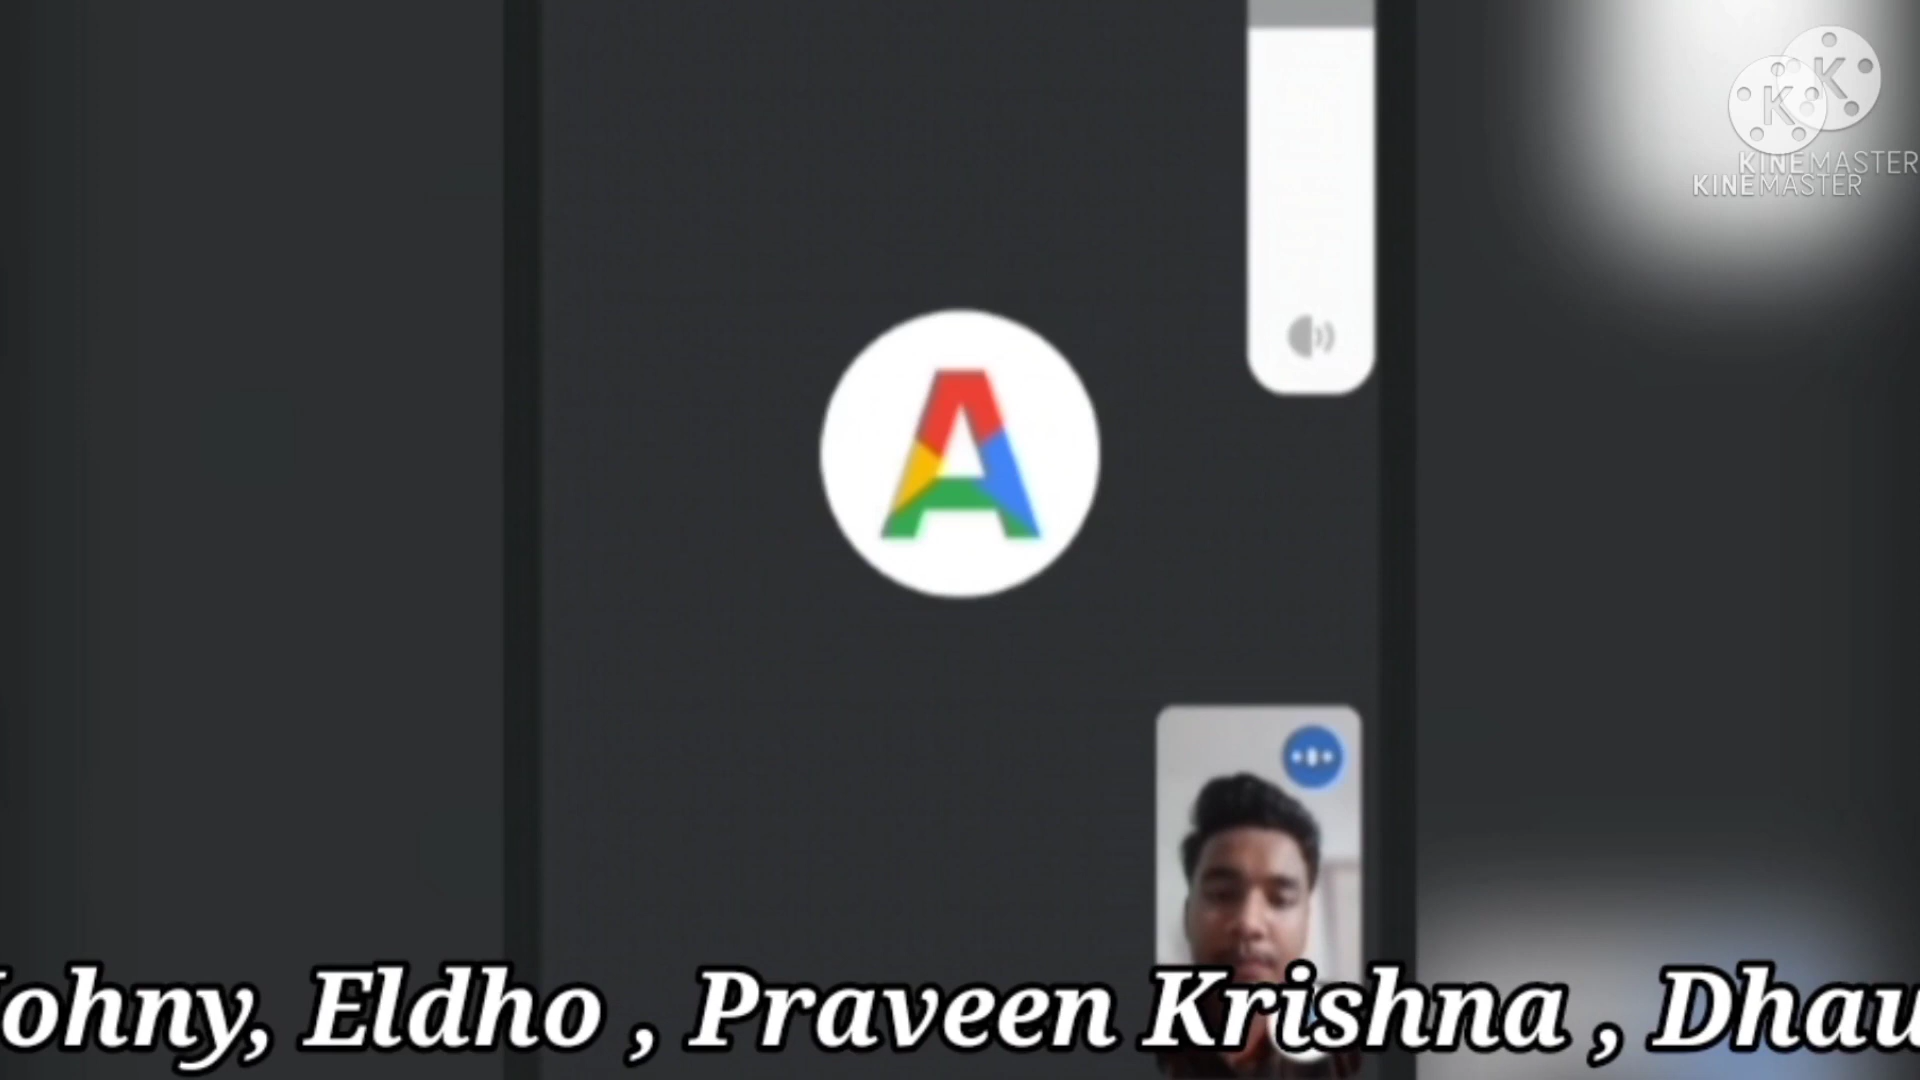 K
K
KINEMASTER
KINEMASTER
A
ohny, Eldho , Praveen Krishna , Dhau